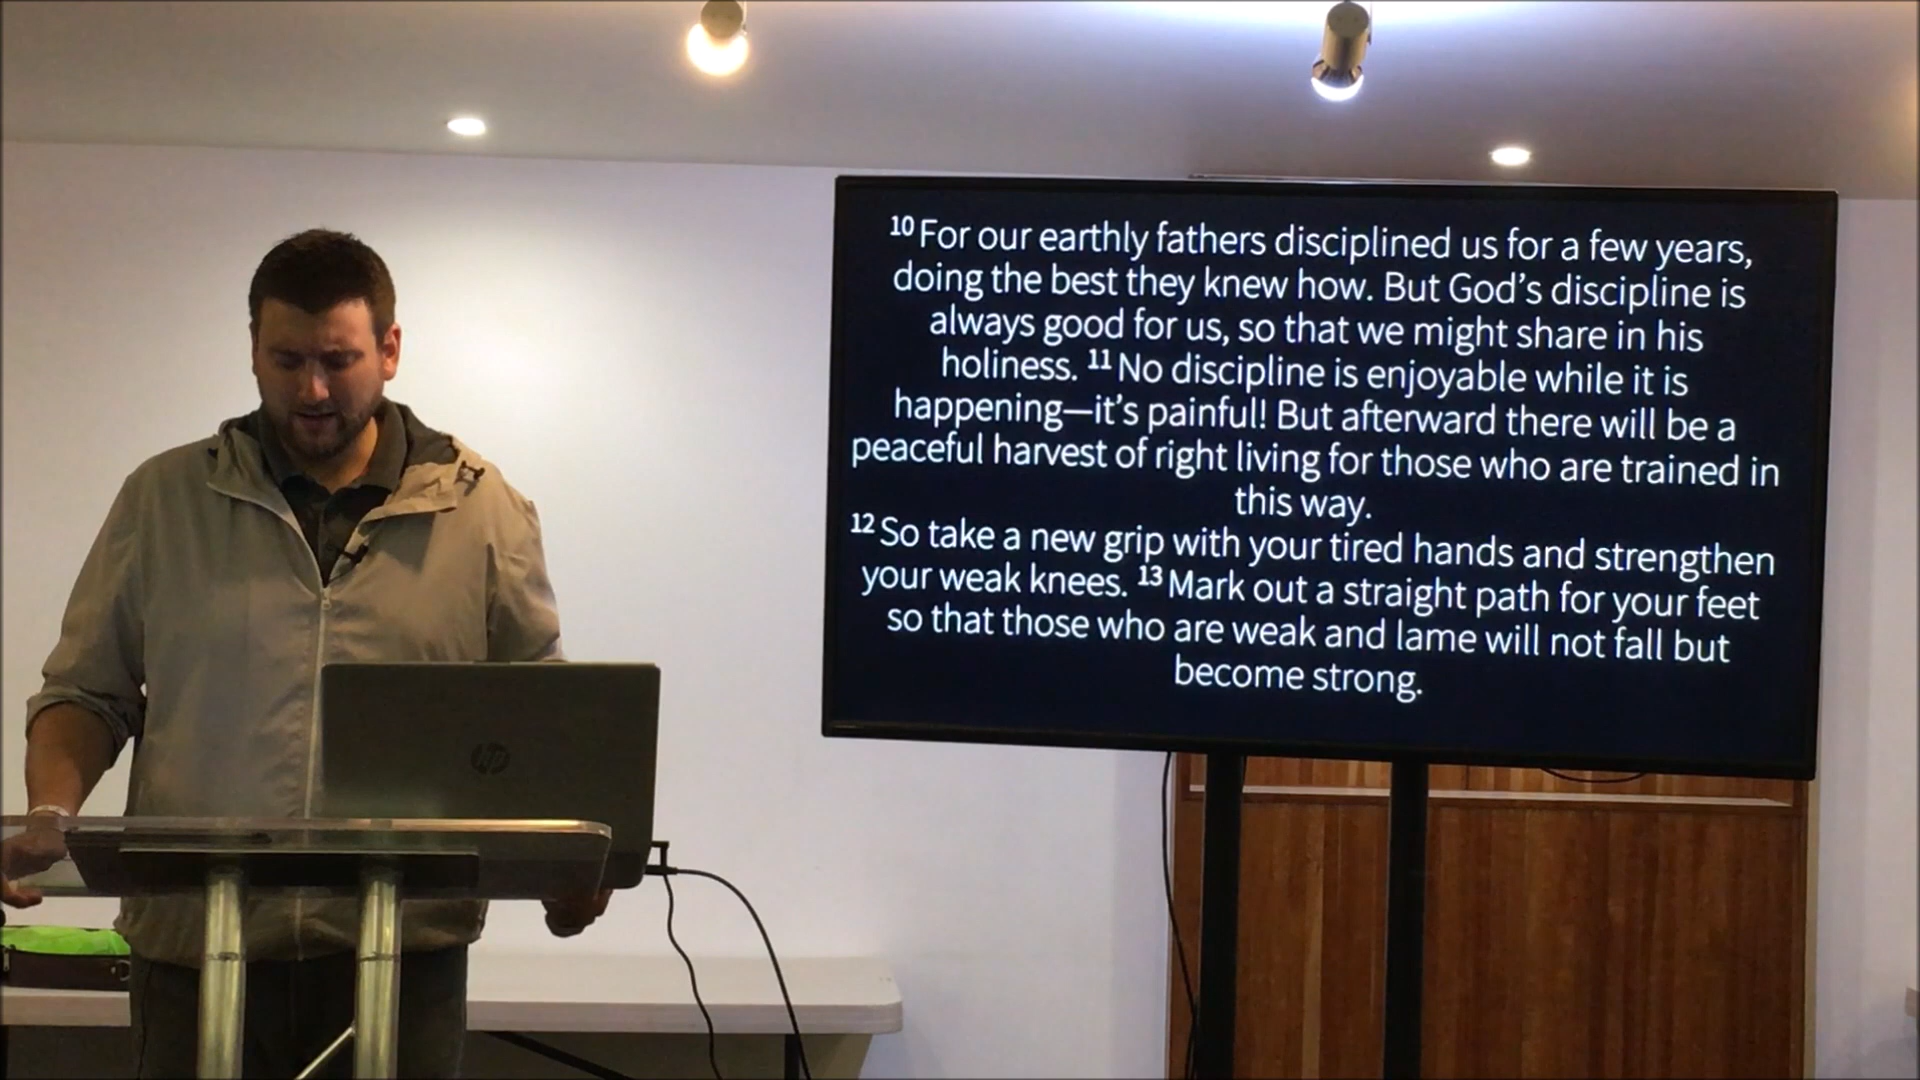 10 For our earthly fathers disciplined us for a few years,
doing the best they knew how. But God’s discipline is
always good for us, so that we might share in his
holiness. 11 No discipline is enjoyable while it is
happening—it’s painful! But afterward there will be a
peaceful harvest of right living for those who are trained in
this way.
12 So take a new grip with your tired hands and strengthen
your weak knees. 13 Mark out a straight path for your feet
so that those who are weak and lame will not fall but
become strong.
hp